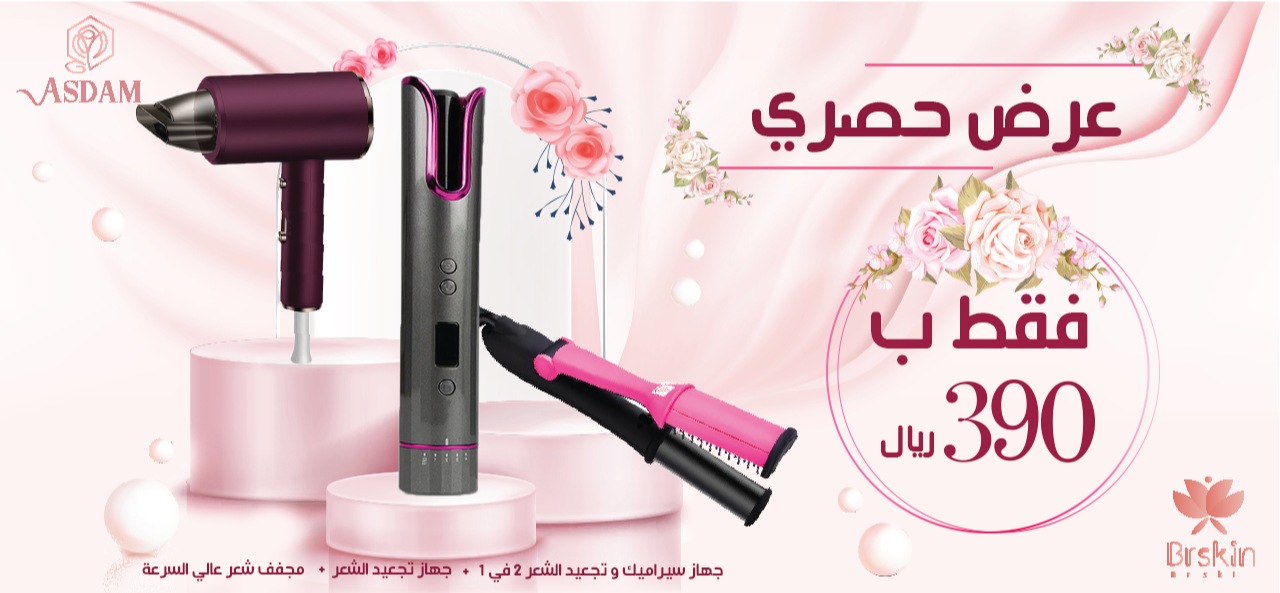 ASDAM
عرض حصري
فقط ب
390 ريال
جهاز سيراميك و تجعيد الشعر 2 في 1 + جهاز تجعيد الشعر + مجفف شعر عالي السرعة
Brskin